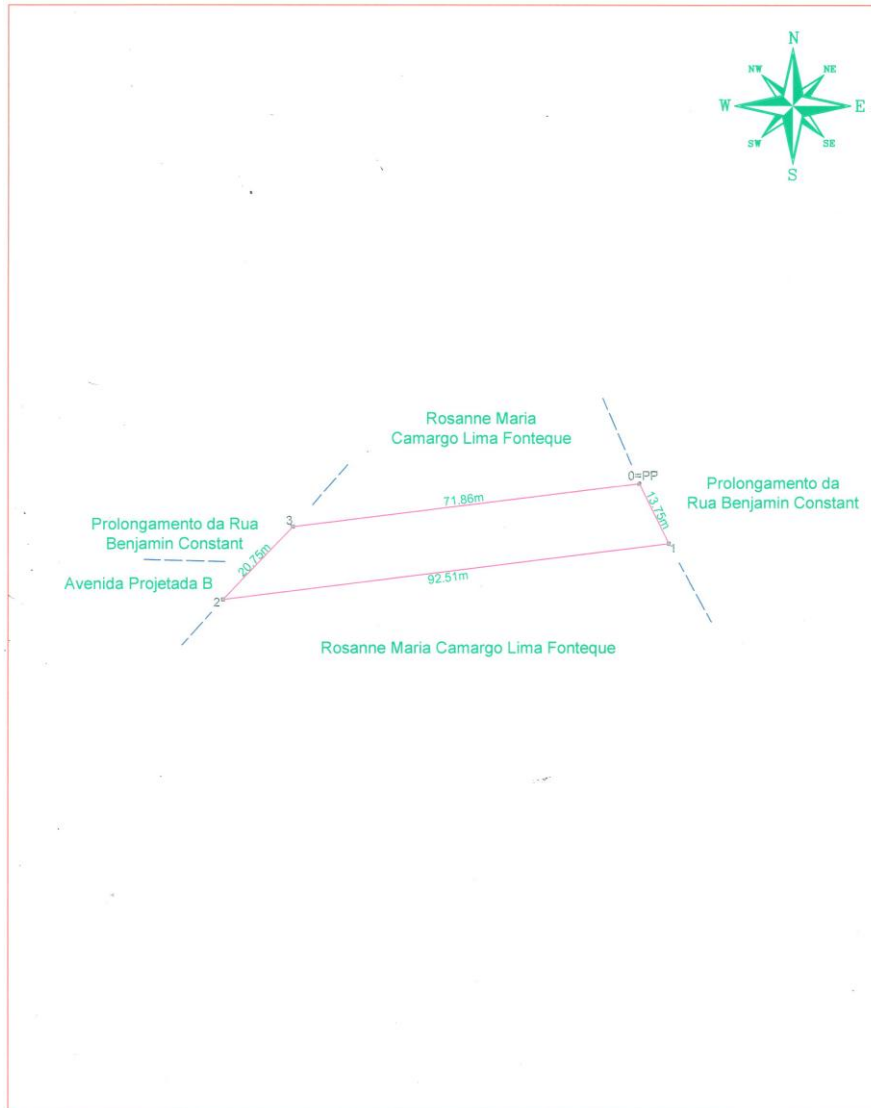 N
NW NE
W E
SW SE
S
Rosanne Maria
Camargo Lima Fonteque
0=PP
Prolongamento da
Rua Benjamin Constant
71.86m
13.75m
3
Prolongamento da Rua
Benjamin Constant
20.75m
1
Avenida Projetada B
92.51m
2
Rosanne Maria Camargo Lima Fonteque